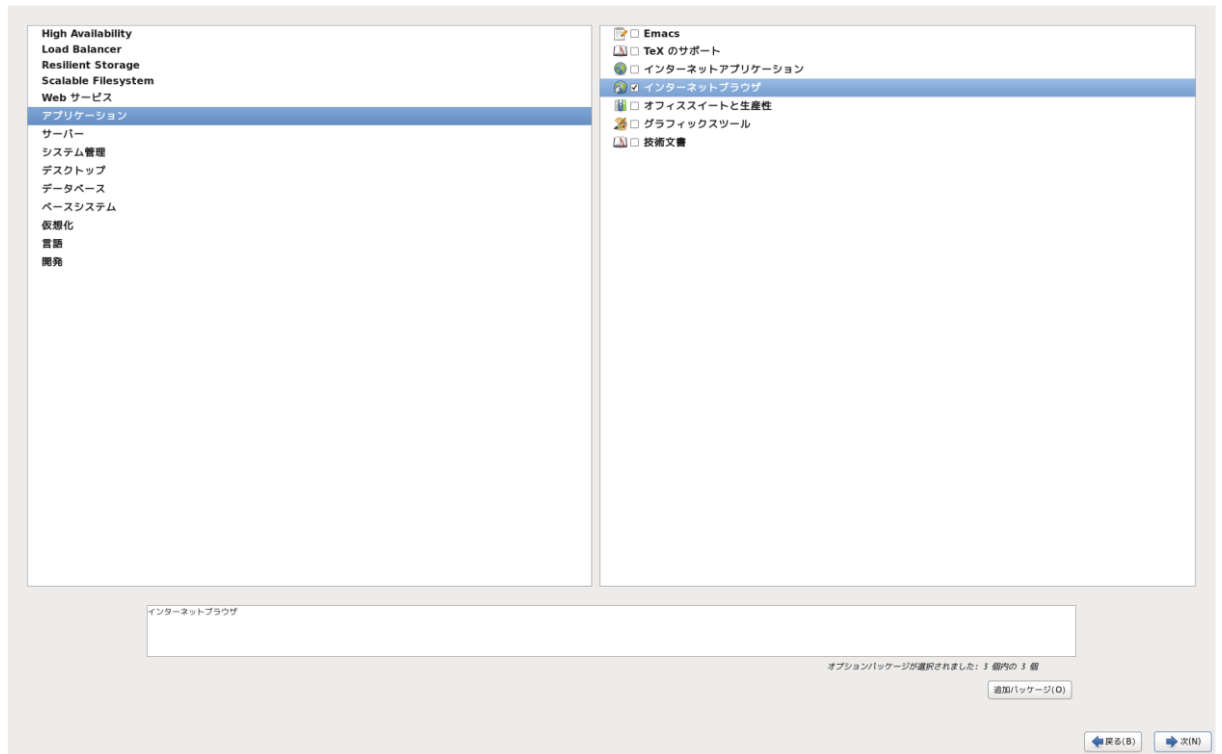 High Availability
Load Balancer
Resilient Storage
Scalable Filesystem
Web サービス
アプリケーション
サーバー
システム管理
デスクトップ
データベース
ベースシステム
仮想化
言語
開発
Emacs
TeX のサポート
インターネットアプリケーション
インターネットブラウザ
オフィススイートと生産性
グラフィックスツール
技術文書
インターネットブラウザ
オプションパッケージが選択されました: 3 個内の 3 個
追加パッケージ(O)
戻る(B)
次(N)